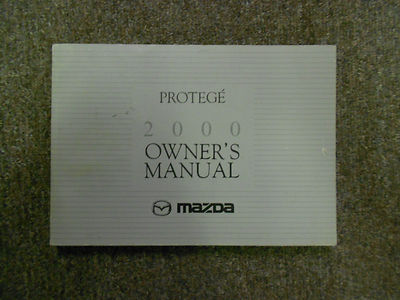 PROTEGÉ
2000
OWNER'S
MANUAL
mazda